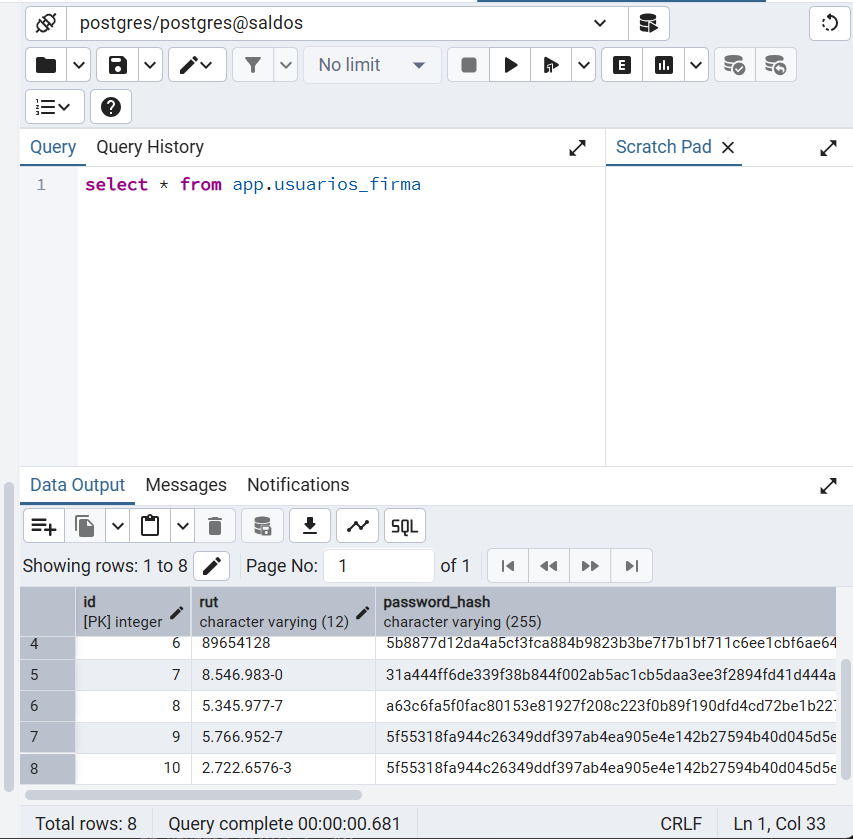 postgres/postgres@saldos
No limit
E
Query Query History Scratch Pad
1 select * from app.usuarios_firma
Data Output Messages Notifications
SQL
Showing rows: 1 to 8 Page No: 1 of 1
id rut password_hash
[PK] integer character varying (12) character varying (255)
4 6 89654128 5b8877d12da4a5cf3fca884b9823b3be7f7b1bf711c6ee1cbf6ae64
5 7 8.546.983-0 31a444ff6de339f38b844f002ab5ac1cb5daa3ee3f2894fd41d444a
6 8 5.345.977-7 a63c6fa5f0fac80153e81927f208c223f0b89f190dfd4cd72be1b227
7 9 5.766.952-7 5f55318fa944c26349ddf397ab4ea905e4e142b27594b40d045d5e
8 10 2.722.6576-3 5f55318fa944c26349ddf397ab4ea905e4e142b27594b40d045d5e
Total rows: 8 Query complete 00:00:00.681 CRLF Ln 1, Col 33